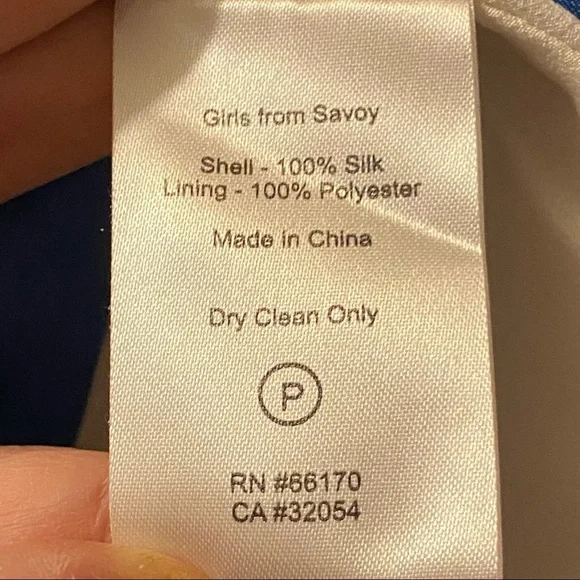 Girls from Savoy
Shell - 100% Silk
Lining - 100% Polyester
Made in China
Dry Clean Only
P
RN #66170
CA #32054